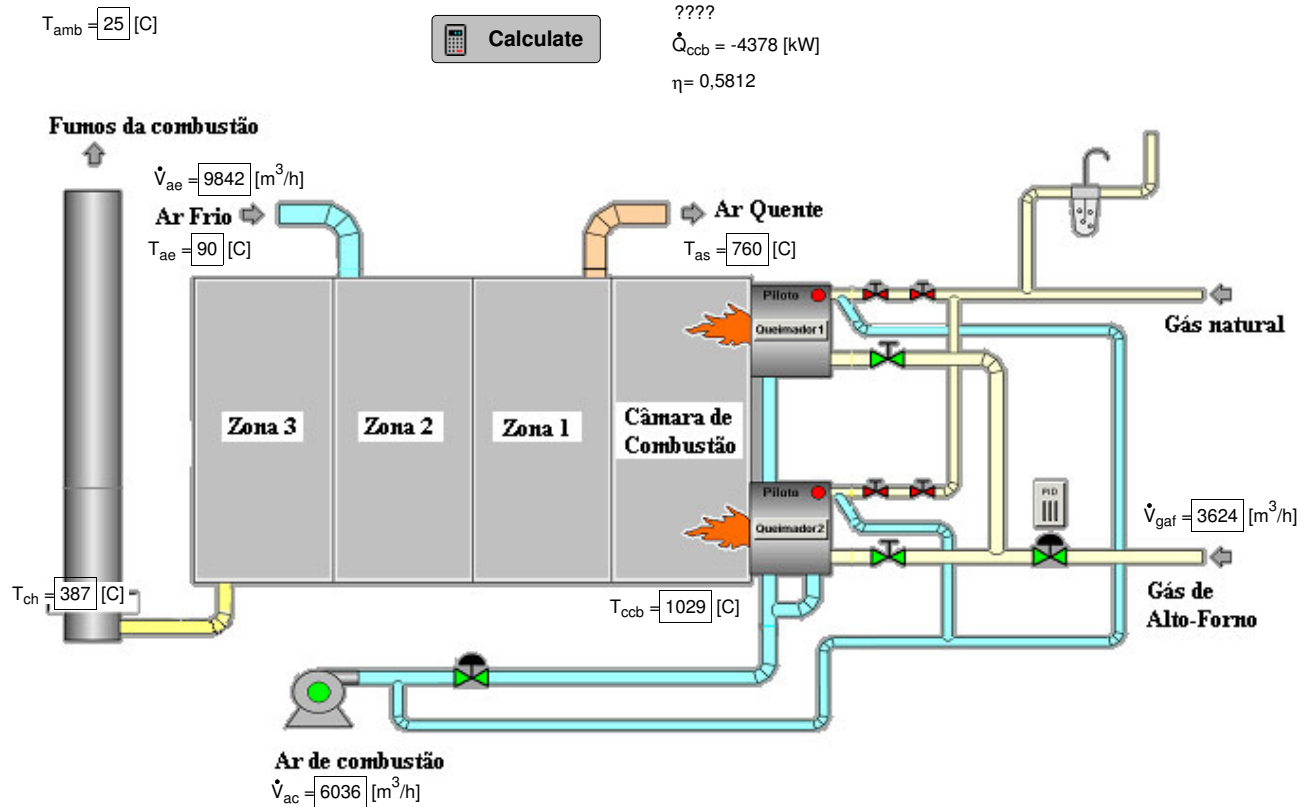 T_amb = 25 [C]
Calculate
????
Q̇_ccb = -4378 [kW]
η= 0,5812
Fumos da combustão
V̇_ae = 9842 [m³/h]
Ar Frio
Ar Quente
T_ae = 90 [C]
T_as = 760 [C]
Piloto
Queimador1
Gás natural
Zona 3
Zona 2
Zona 1
Câmara de
Combustão
Piloto
Queimador2
PID
V̇_gaf = 3624 [m³/h]
T_ch = 387 [C]
T_ccb = 1029 [C]
Gás de
Alto-Forno
Ar de combustão
V̇_ac = 6036 [m³/h]